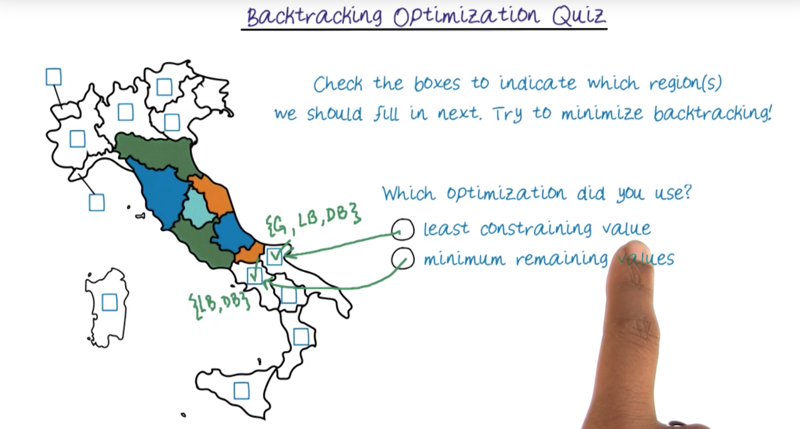 Backtracking Optimization Quiz
Check the boxes to indicate which region(s)
we should fill in next. Try to minimize backtracking!
Which optimization did you use?
{G, LB, DB}
least constraining value
minimum remaining values
{LB, DB}